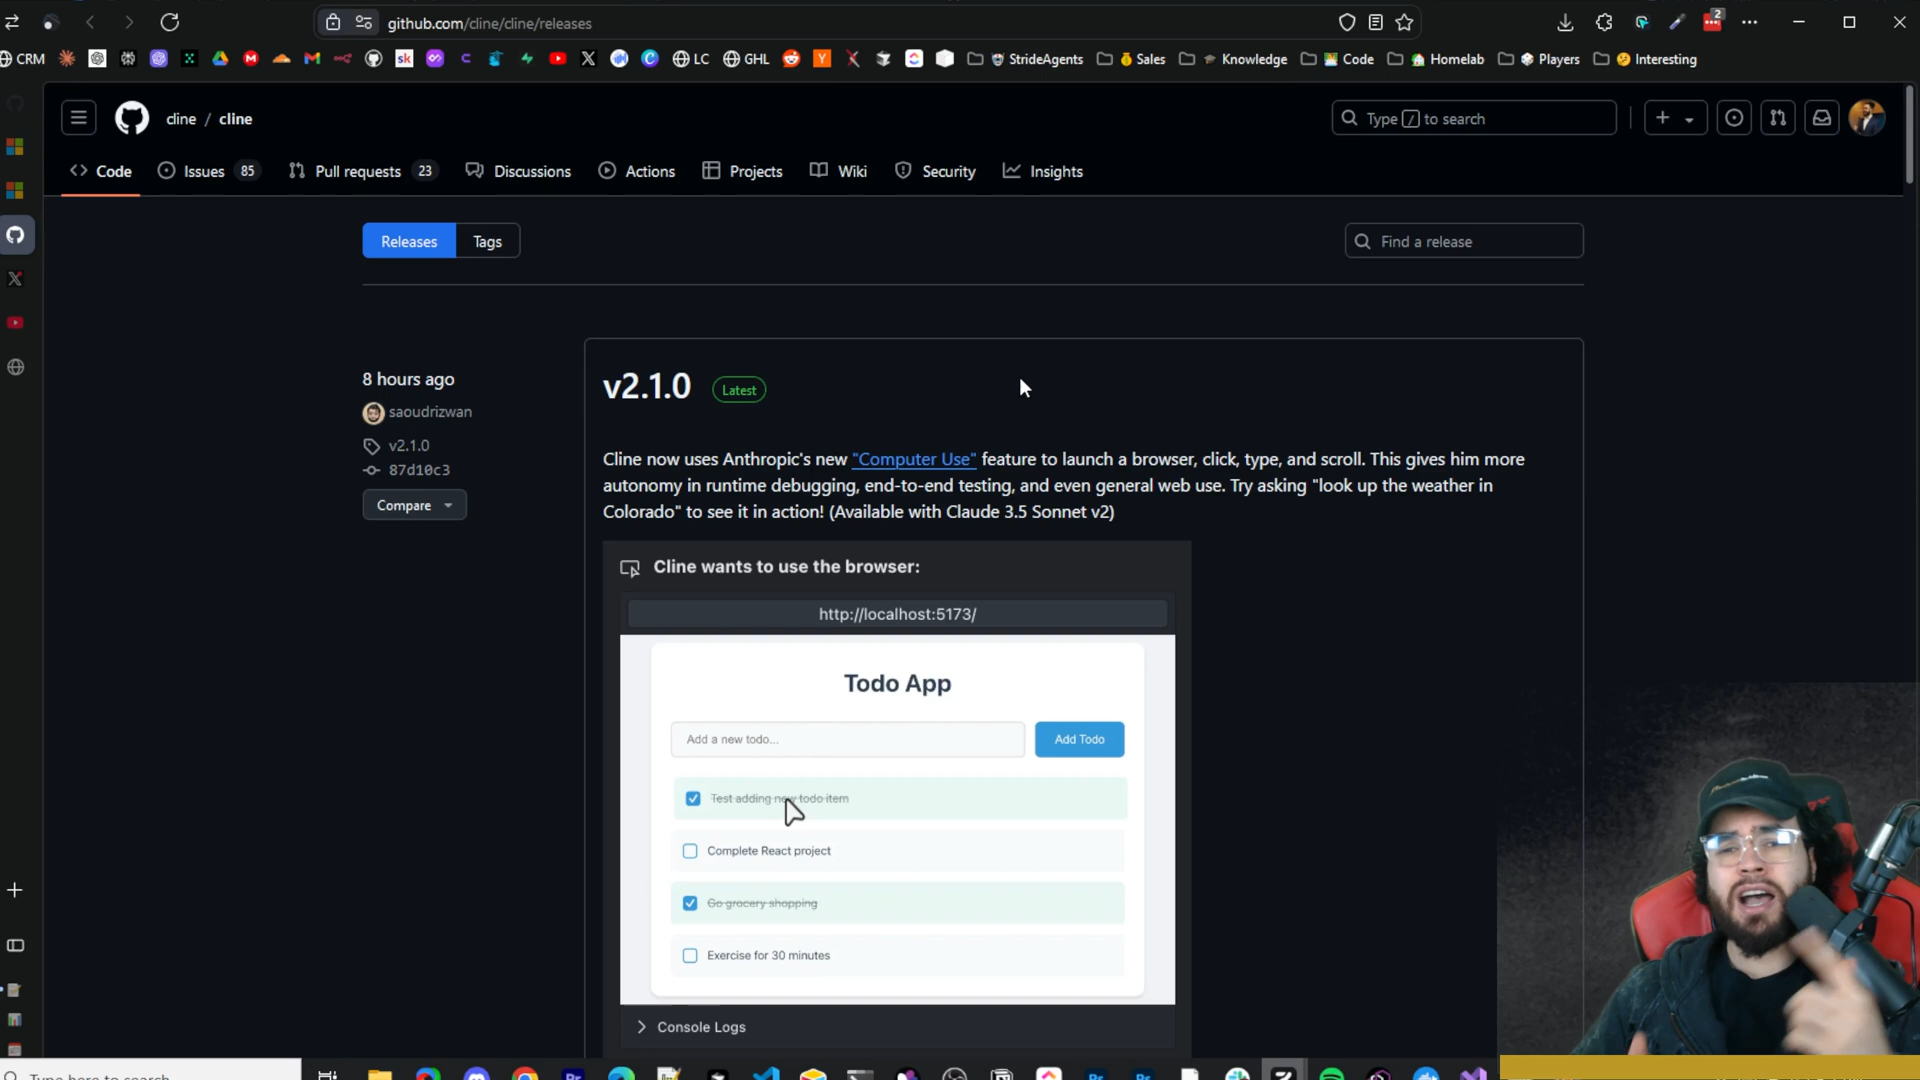 github.com/cline/cline/releases
2
CRM
LC
GHL
StrideAgents
Sales
Knowledge
Code
Homelab
Players
Interesting
cline / cline
Type / to search
Code
Issues 85
Pull requests 23
Discussions
Actions
Projects
Wiki
Security
Insights
Releases
Tags
Find a release
8 hours ago
saoudrizwan
v2.1.0
87d10c3
Compare
v2.1.0 Latest
Cline now uses Anthropic's new "Computer Use" feature to launch a browser, click, type, and scroll. This gives him more
autonomy in runtime debugging, end-to-end testing, and even general web use. Try asking "look up the weather in
Colorado" to see it in action! (Available with Claude 3.5 Sonnet v2)
Cline wants to use the browser:
http://localhost:5173/
Todo App
Add a new todo...
Add Todo
Test adding new todo item
Complete React project
Go grocery shopping
Exercise for 30 minutes
Console Logs
Type here to search